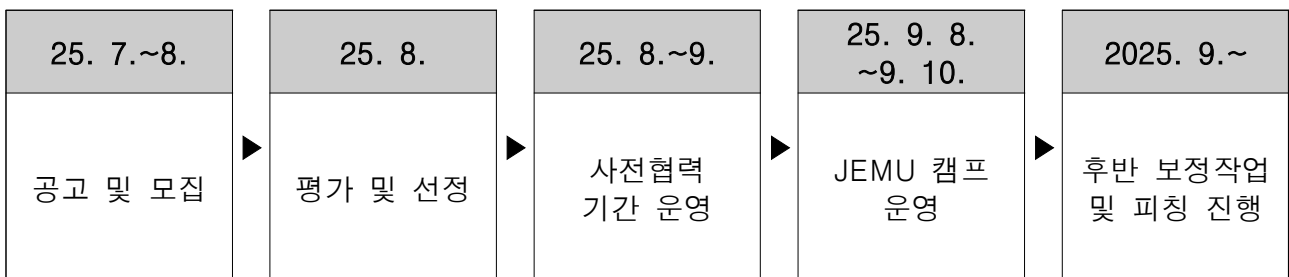 25. 7.~8.
공고 및 모집
25. 8.
평가 및 선정
25. 8.~9.
사전협력
기간 운영
25. 9. 8.
~9. 10.
JEMU 캠프
운영
2025. 9.~
후반 보정작업
및 피칭 진행